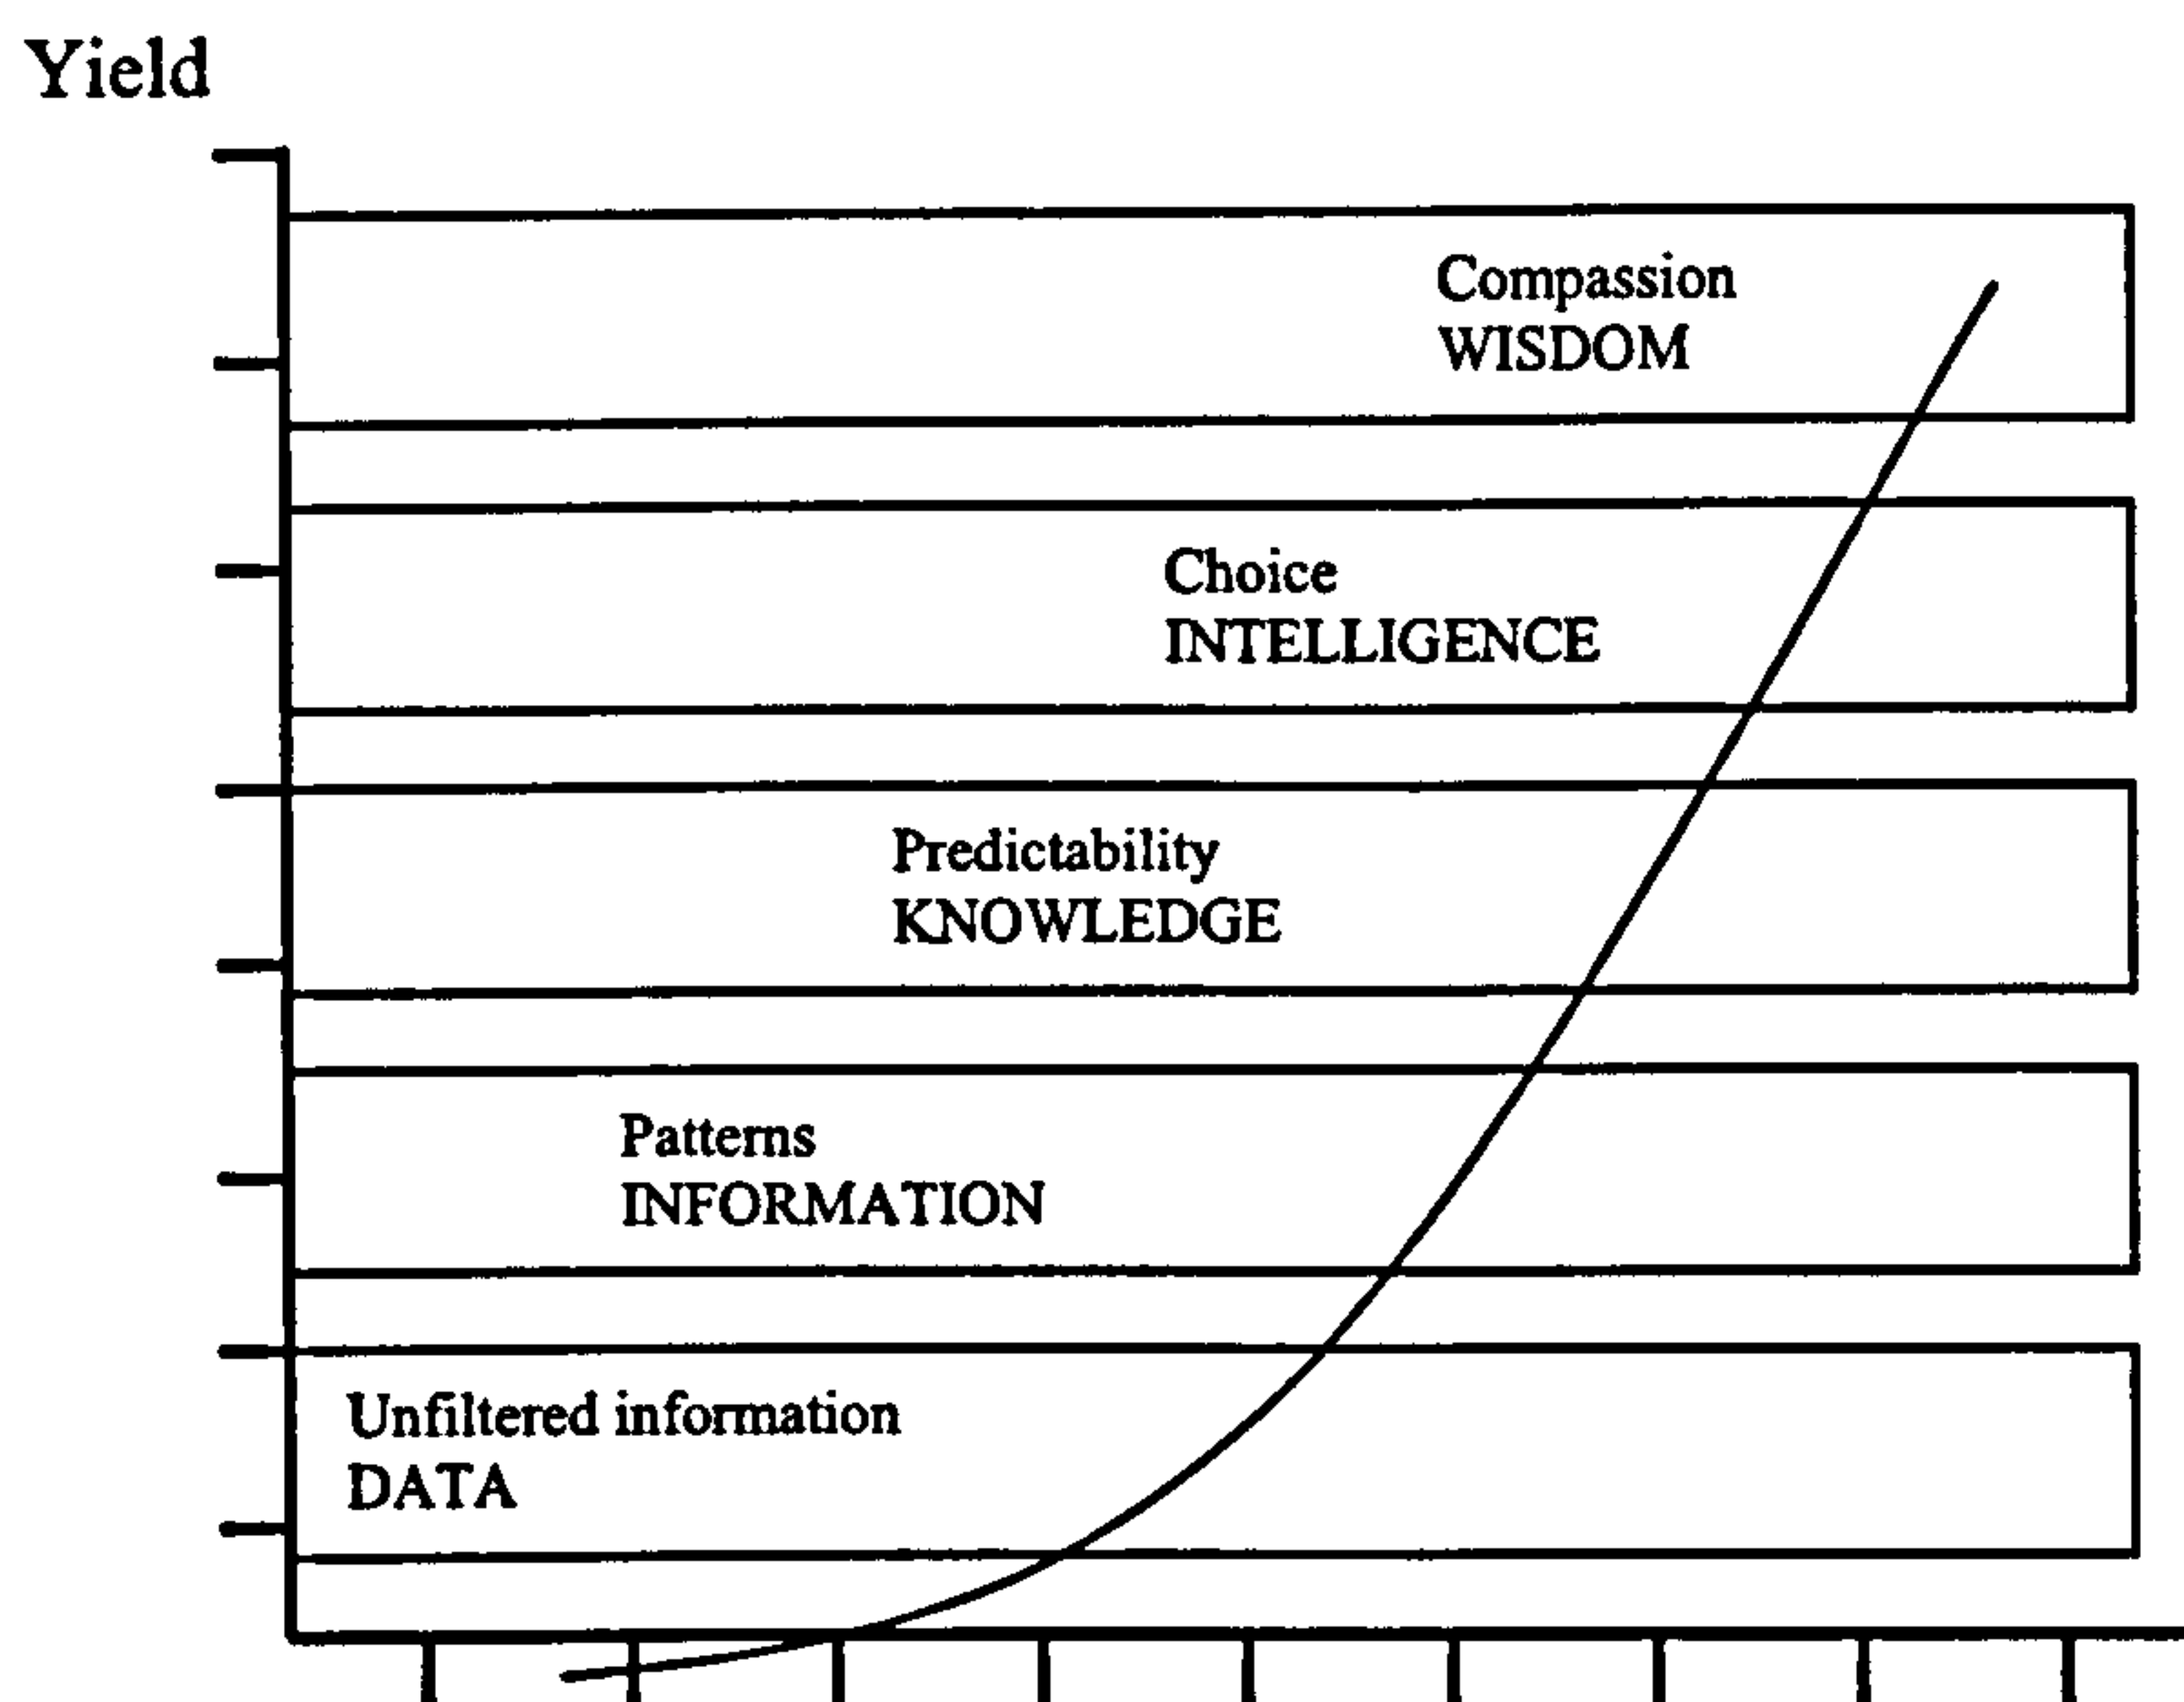 Yield
Compassion
WISDOM
Choice
INTELLIGENCE
Predictability
KNOWLEDGE
Patterns
INFORMATION
Unfiltered information
DATA